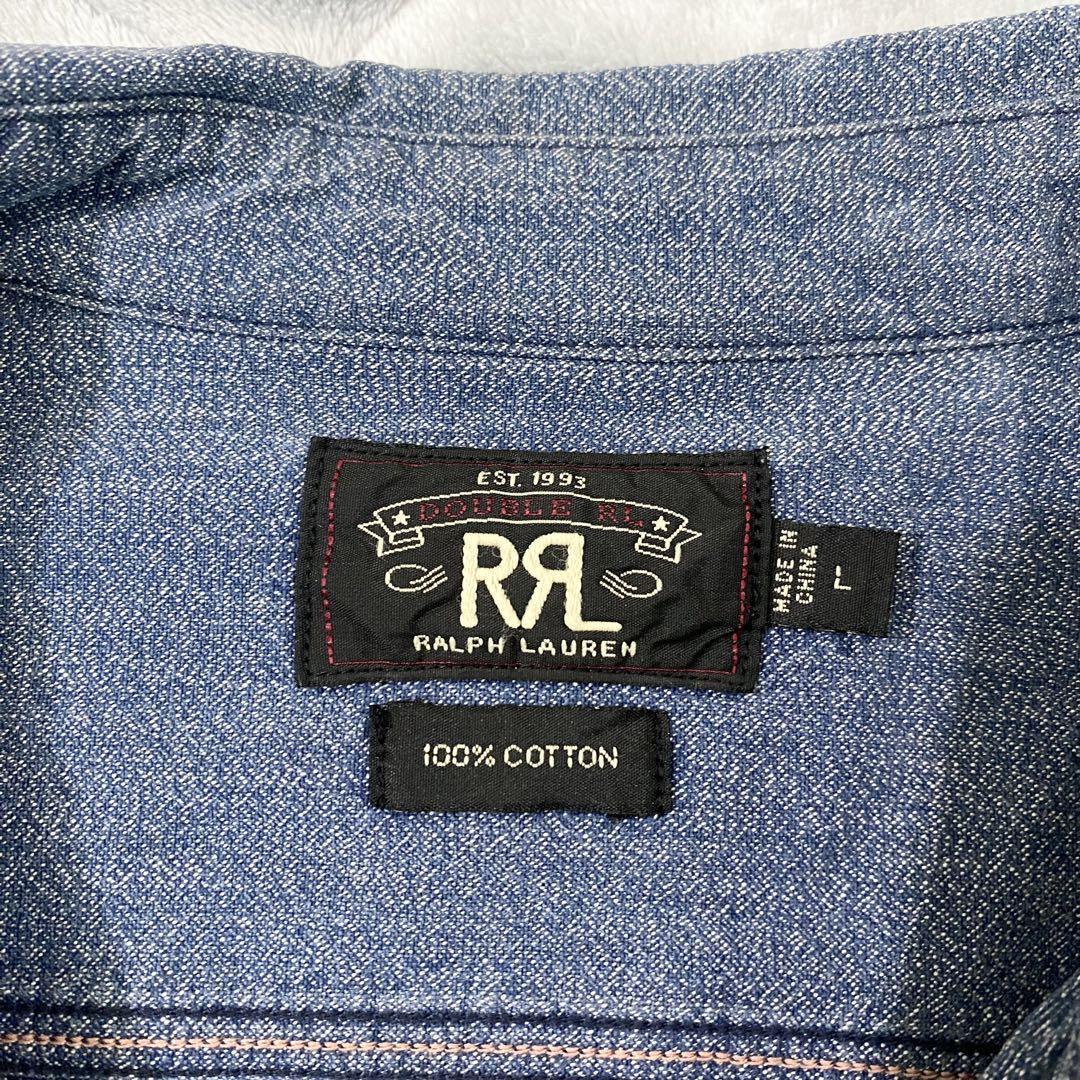 EST. 1993
DOUBLE RL
RRL
RALPH LAUREN
MADE IN
CHINA
L
100% COTTON